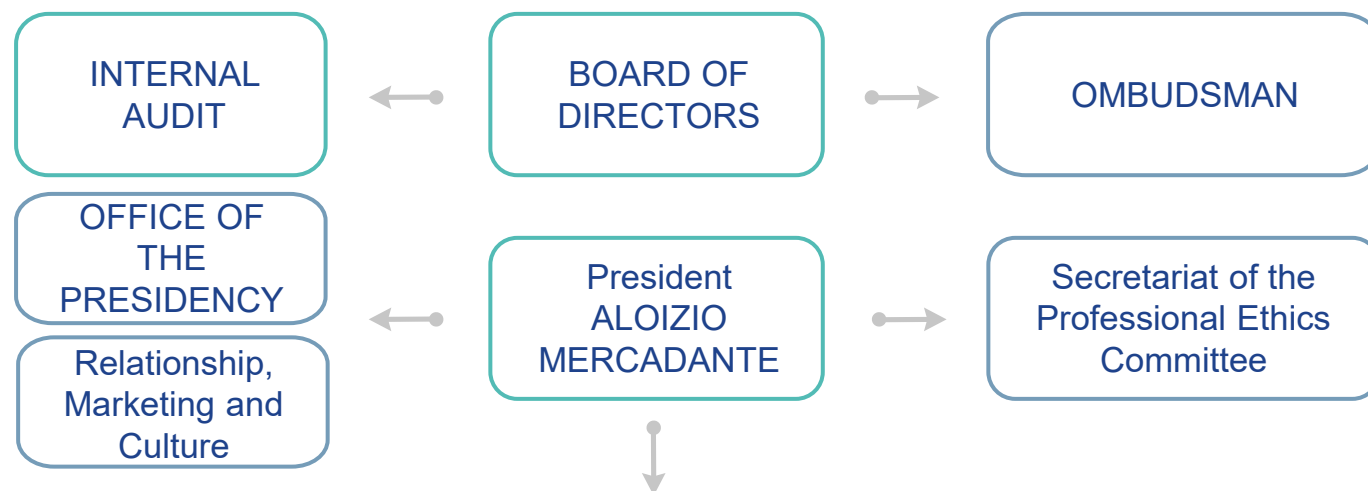 INTERNAL
AUDIT
BOARD OF
DIRECTORS
OMBUDSMAN
OFFICE OF
THE
PRESIDENCY
Relationship,
Marketing and
Culture
President
ALOIZIO
MERCADANTE
Secretariat of the
Professional Ethics
Committee